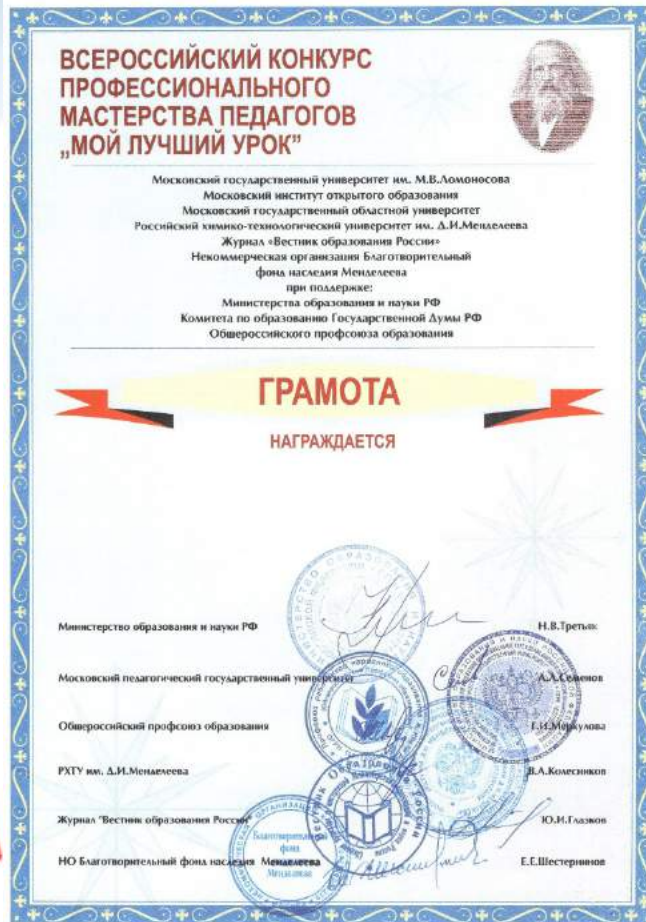 ВСЕРОССИЙСКИЙ КОНКУРС
ПРОФЕССИОНАЛЬНОГО
МАСТЕРСТВА ПЕДАГОГОВ
„МОЙ ЛУЧШИЙ УРОК”
Московский государственный университет им. М.В.Ломоносова
Московский институт открытого образования
Московский государственный областной университет
Российский химико-технологический университет им. Д.И.Менделеева
Журнал «Вестник образования России»
Некоммерческая организация Благотворительный
фонд наследия Менделеева
при поддержке:
Министерства образования и науки РФ
Комитета по образованию Государственной Думы РФ
Общероссийского профсоюза образования
ГРАМОТА
НАГРАЖДАЕТСЯ
Министерство образования и науки РФ Н.В.Третьяк
Московский педагогический государственный университет А.Л.Семенов
Общероссийский профсоюз образования Г.И.Меркулова
РХТУ им. Д.И.Менделеева В.А.Колесников
Журнал "Вестник образования России" Ю.И.Глазков
Благотворительный
фонд
НО Благотворительный фонд наследия Менделеева Е.Е.Шестернинов
Менделеева